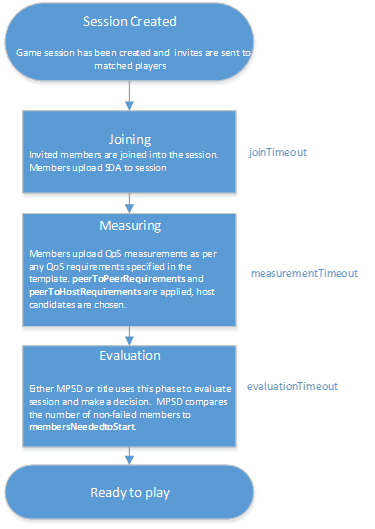 Session Created
Game session has been created and invites are sent to
matched players
Joining
Invited members are joined into the session.
Members upload SDA to session
joinTimeout
Measuring
Members upload QoS measurements as per
any QoS requirements specified in the
template. peerToPeerRequirements and
peerToHostRequirements are applied, host
candidates are chosen.
measurementTimeout
Evaluation
Either MPSD or title uses this phase to evaluate
session and make a decision. MPSD compares
the number of non-failed members to
membersNeededtoStart.
evaluationTimeout
Ready to play